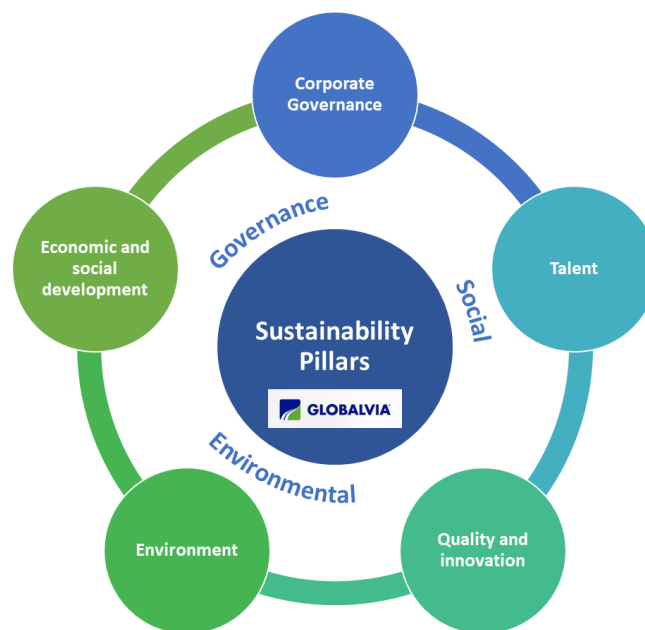 Corporate
Governance
Governance
Economic and
social
development
Talent
Social
Sustainability
Pillars
GLOBALVIA
Environmental
Environment
Quality and
innovation